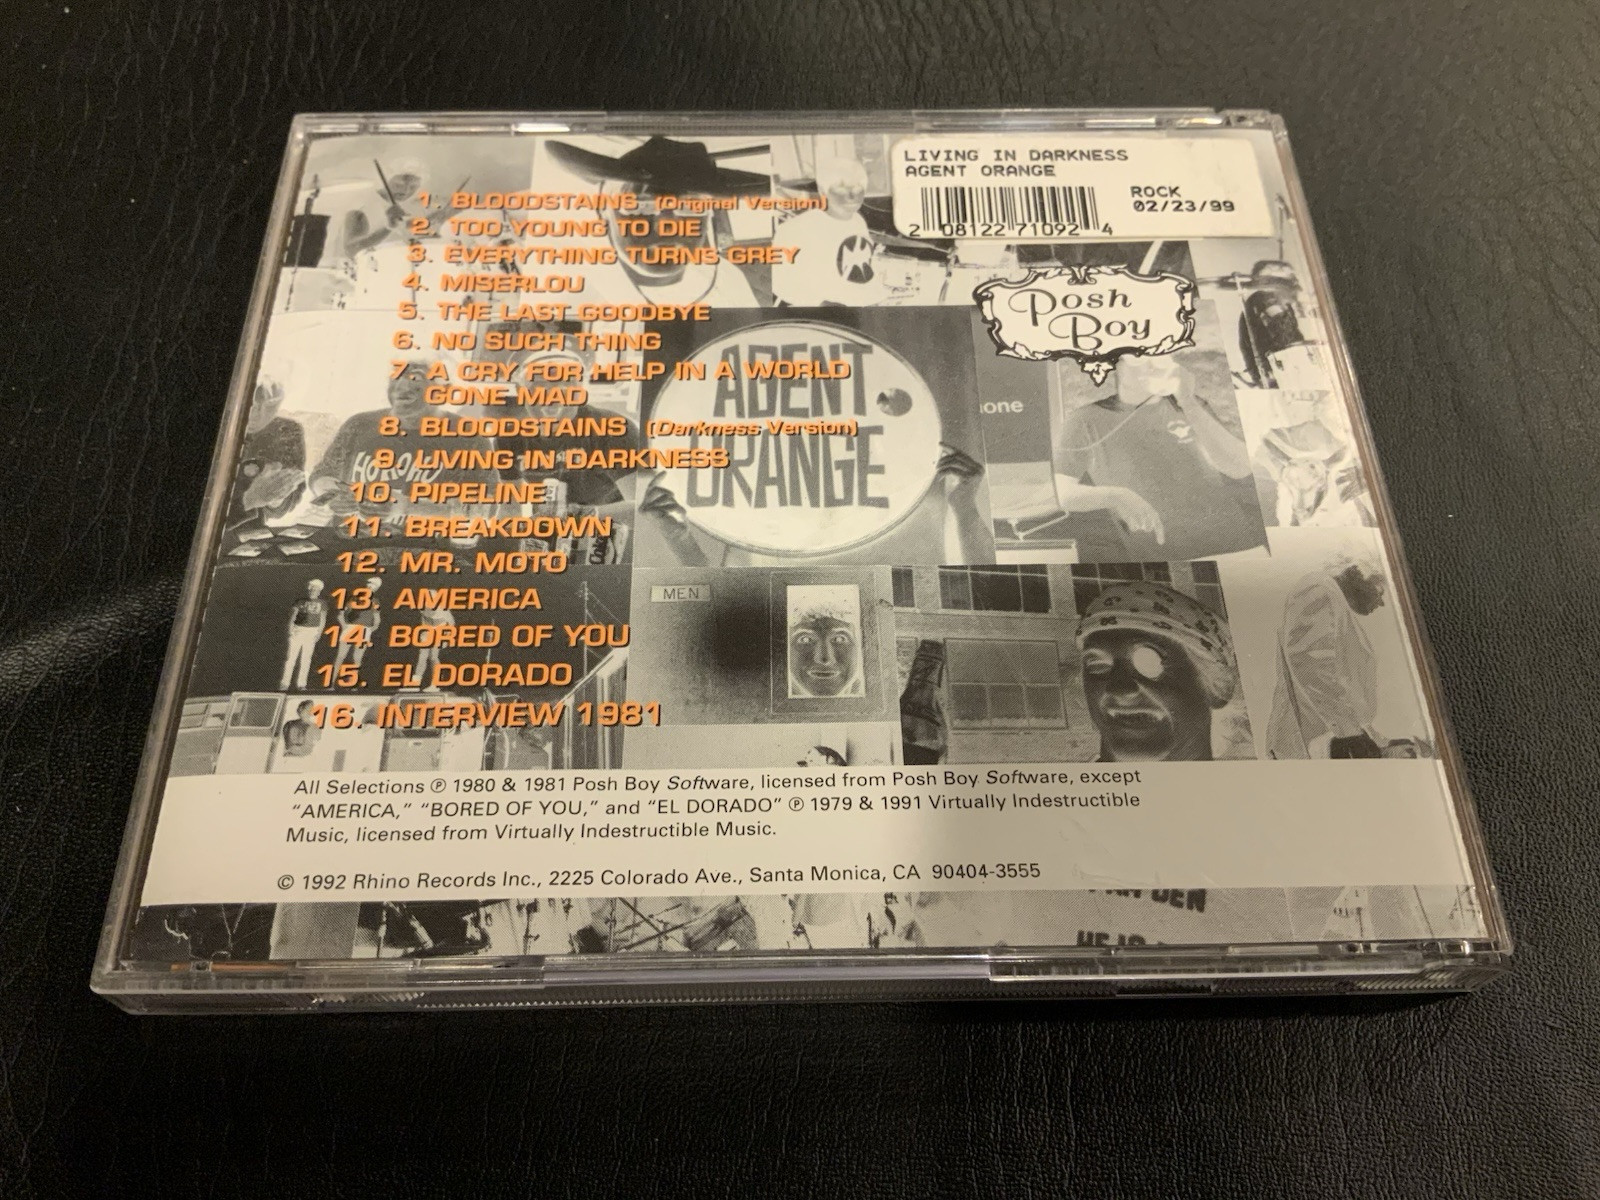 LIVING IN DARKNESS
AGENT ORANGE
ROCK
02/23/99
2 08122 71092 4
1. BLOODSTAINS (Original Version)
2. TOO YOUNG TO DIE
3. EVERYTHING TURNS GREY
4. MISERLOU
5. THE LAST GOODBYE
6. NO SUCH THING
7. A CRY FOR HELP IN A WORLD
GONE MAD
8. BLOODSTAINS (Darkness Version)
9. LIVING IN DARKNESS
10. PIPELINE
11. BREAKDOWN
12. MR. MOTO
13. AMERICA
14. BORED OF YOU
15. EL DORADO
16. INTERVIEW 1981
Posh
Boy
AGENT
ORANGE
one
MEN
All Selections ℗ 1980 & 1981 Posh Boy Software, licensed from Posh Boy Software, except
“AMERICA,” “BORED OF YOU,” and “EL DORADO” ℗ 1979 & 1991 Virtually Indestructible
Music, licensed from Virtually Indestructible Music.
© 1992 Rhino Records Inc., 2225 Colorado Ave., Santa Monica, CA 90404-3555